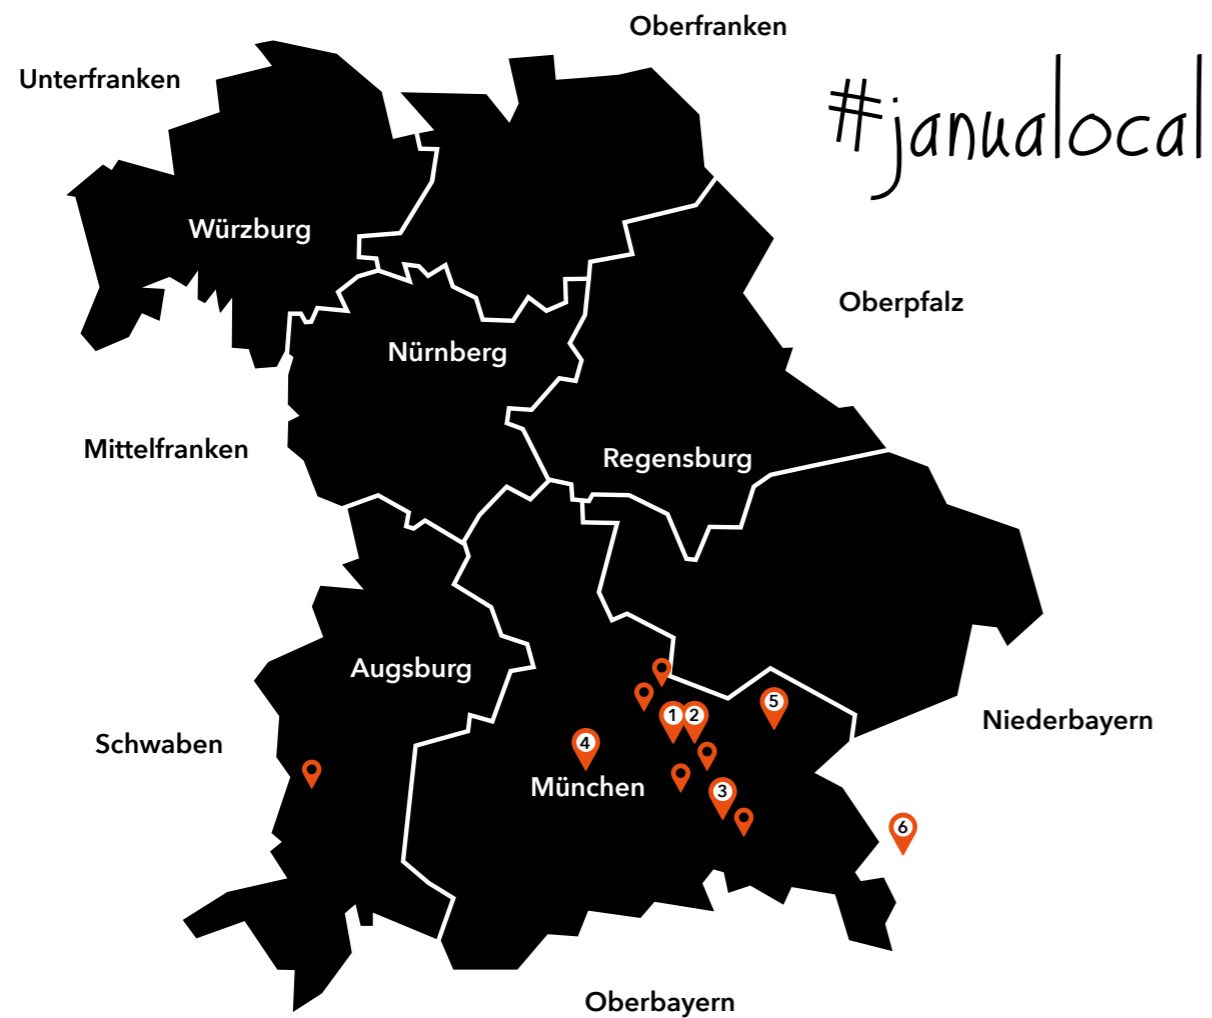 Oberfranken
Unterfranken
#janualocal
Würzburg
Oberpfalz
Nürnberg
Mittelfranken
Regensburg
Augsburg
5
1 2
Niederbayern
Schwaben
4
München
3
6
Oberbayern